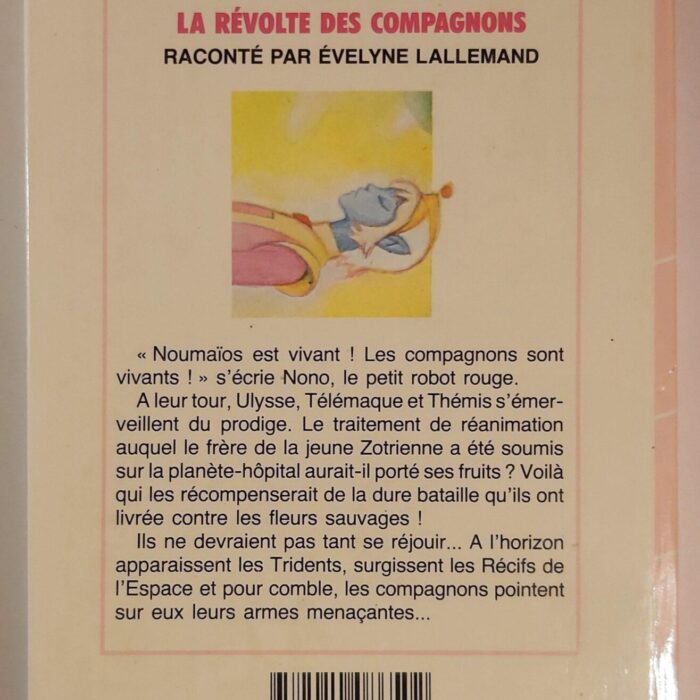 LA RÉVOLTE DES COMPAGNONS
RACONTÉ PAR ÉVELYNE LALLEMAND
« Noumaïos est vivant ! Les compagnons sont
vivants ! » s'écrie Nono, le petit robot rouge.
A leur tour, Ulysse, Télémaque et Thémis s'émer-
veillent du prodige. Le traitement de réanimation
auquel le frère de la jeune Zotrienne a été soumis
sur la planète-hôpital aurait-il porté ses fruits ? Voilà
qui les récompenserait de la dure bataille qu'ils ont
livrée contre les fleurs sauvages !
Ils ne devraient pas tant se réjouir... A l'horizon
apparaissent les Tridents, surgissent les Récifs de
l'Espace et pour comble, les compagnons pointent
sur eux leurs armes menaçantes...